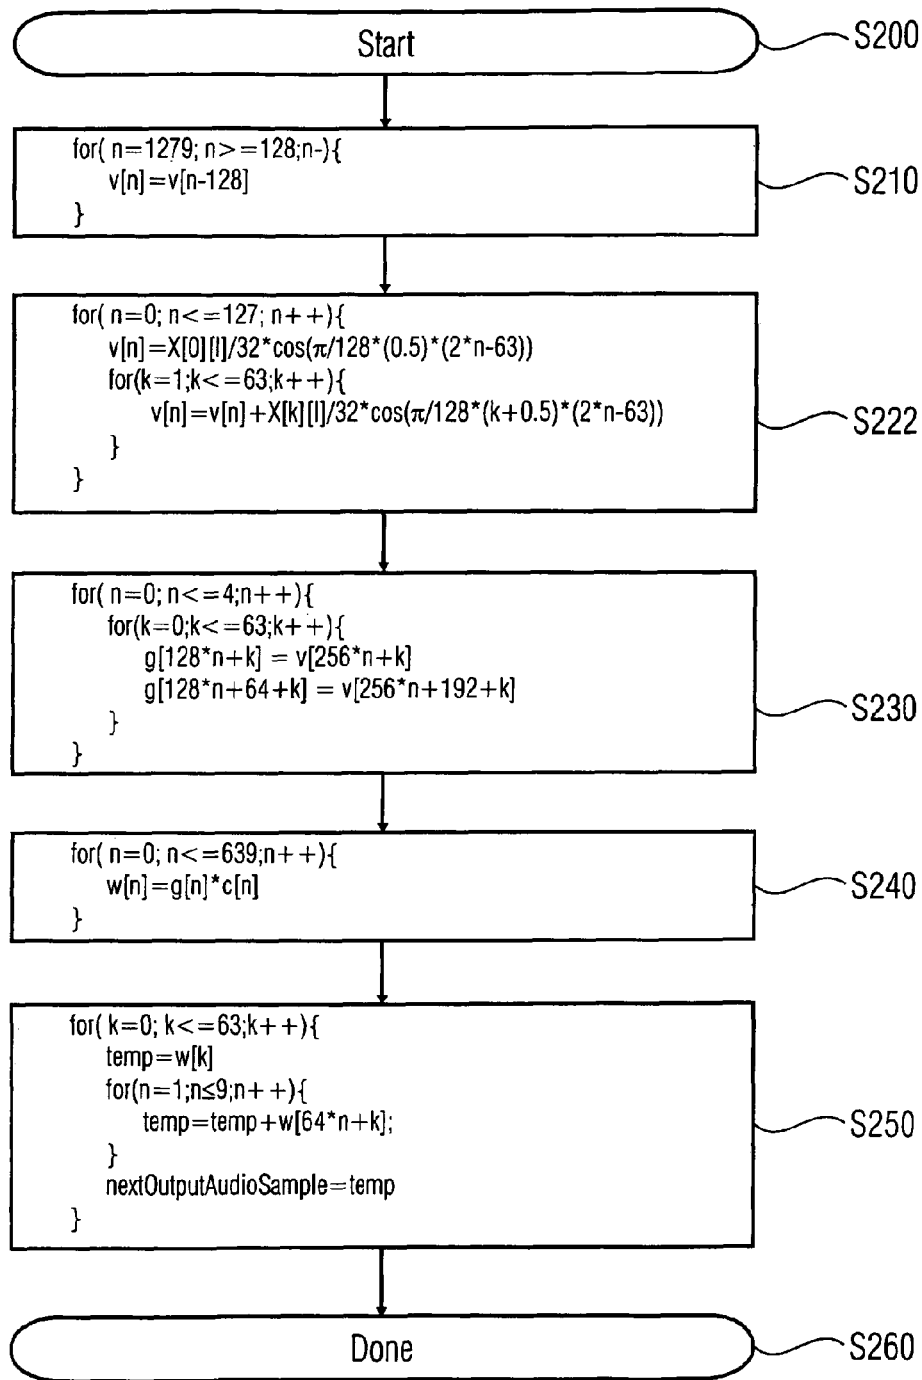 Start
S200
for( n=1279; n>=128;n-){
v[n]=v[n-128]
}
S210
for( n=0; n<=127; n++){
v[n]=X[0][l]/32*cos(π/128*(0.5)*(2*n-63))
for(k=1;k<=63;k++){
v[n]=v[n]+X[k][l]/32*cos(π/128*(k+0.5)*(2*n-63))
}
}
S222
for( n=0; n<=4;n++){
for(k=0;k<=63;k++){
g[128*n+k] = v[256*n+k]
g[128*n+64+k] = v[256*n+192+k]
}
}
S230
for( n=0; n<=639;n++){
w[n]=g[n]*c[n]
}
S240
for( k=0; k<=63;k++){
temp=w[k]
for(n=1;n≤9;n++){
temp=temp+w[64*n+k];
}
nextOutputAudioSample=temp
}
S250
Done
S260